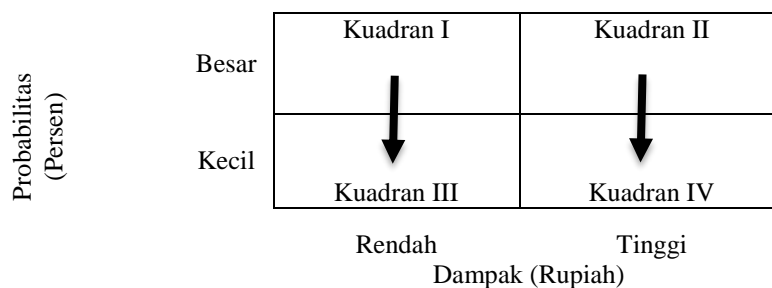 Probabilitas
(Persen)
Besar
Kuadran I
Kuadran II
Kecil
Kuadran III
Kuadran IV
Rendah
Tinggi
Dampak (Rupiah)